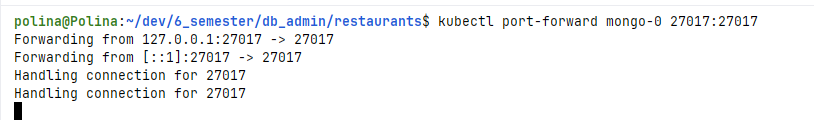 polina@Polina:~/dev/6_semester/db_admin/restaurants$ kubectl port-forward mongo-0 27017:27017
Forwarding from 127.0.0.1:27017 -> 27017
Forwarding from [::1]:27017 -> 27017
Handling connection for 27017
Handling connection for 27017